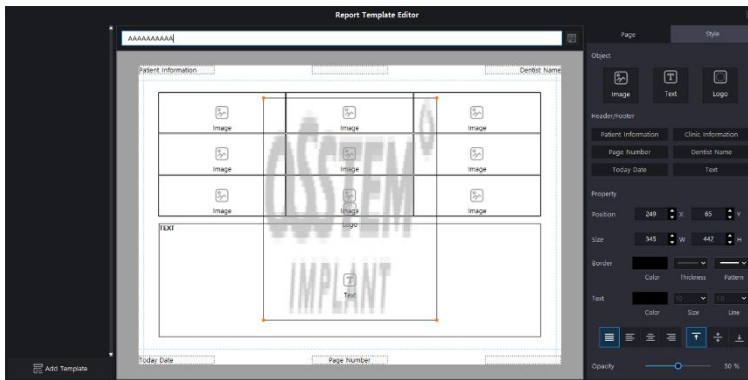 Report Template Editor
AAAAAAAAAA
Patient Information
Dentist Name
Image Image Image
Image Image Image
Image Image Image
Logo
OSSTEM
IMPLANT
TEXT
Text
Today Date
Page Number
Add Template
Page Style
Object
Image Text Logo
Header/Footer
Patient Information Clinic Information
Page Number Dentist Name
Today Date Text
Property
Position 249 X 65 Y
Size 345 W 442 H
Border
Color Thickness Pattern
Text 10 1.0
Color Size Line
Opacity 50 %